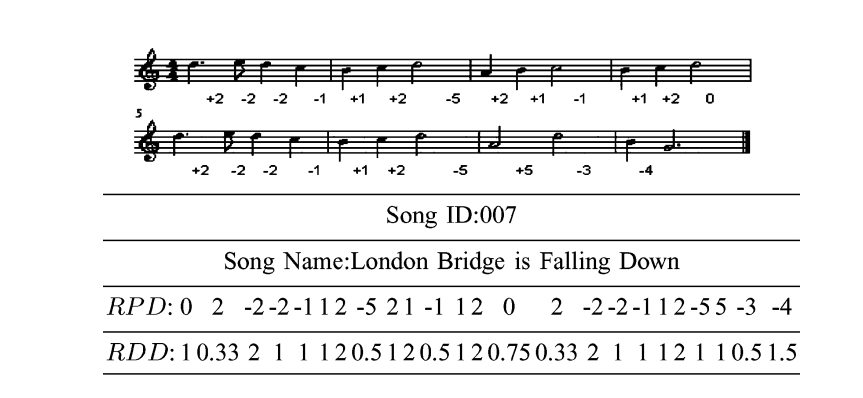 4 4
+2 -2 -2 -1 +1 +2 -5 +2 +1 -1 +1 +2 0
5
+2 -2 -2 -1 +1 +2 -5 +5 -3 -4
Song ID:007
Song Name:London Bridge is Falling Down
RPD: 0 2 -2 -2 -1 1 2 -5 2 1 -1 1 2 0 2 -2 -2 -1 1 2 -5 5 -3 -4
RDD: 1 0.33 2 1 1 1 2 0.5 1 2 0.5 1 2 0.75 0.33 2 1 1 1 2 1 1 0.5 1.5